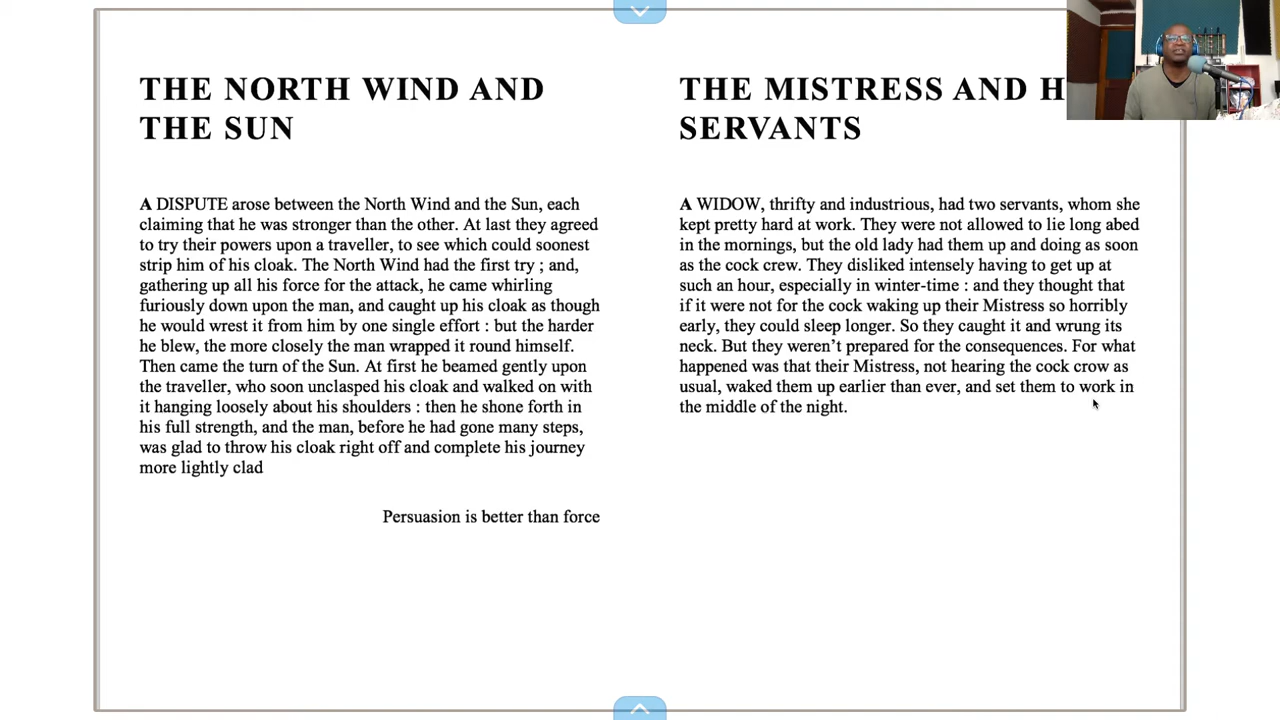 THE NORTH WIND AND
THE SUN
A DISPUTE arose between the North Wind and the Sun, each
claiming that he was stronger than the other. At last they agreed
to try their powers upon a traveller, to see which could soonest
strip him of his cloak. The North Wind had the first try ; and,
gathering up all his force for the attack, he came whirling
furiously down upon the man, and caught up his cloak as though
he would wrest it from him by one single effort : but the harder
he blew, the more closely the man wrapped it round himself.
Then came the turn of the Sun. At first he beamed gently upon
the traveller, who soon unclasped his cloak and walked on with
it hanging loosely about his shoulders : then he shone forth in
his full strength, and the man, before he had gone many steps,
was glad to throw his cloak right off and complete his journey
more lightly clad
Persuasion is better than force
THE MISTRESS AND H
SERVANTS
A WIDOW, thrifty and industrious, had two servants, whom she
kept pretty hard at work. They were not allowed to lie long abed
in the mornings, but the old lady had them up and doing as soon
as the cock crew. They disliked intensely having to get up at
such an hour, especially in winter-time : and they thought that
if it were not for the cock waking up their Mistress so horribly
early, they could sleep longer. So they caught it and wrung its
neck. But they weren’t prepared for the consequences. For what
happened was that their Mistress, not hearing the cock crow as
usual, waked them up earlier than ever, and set them to work in
the middle of the night.